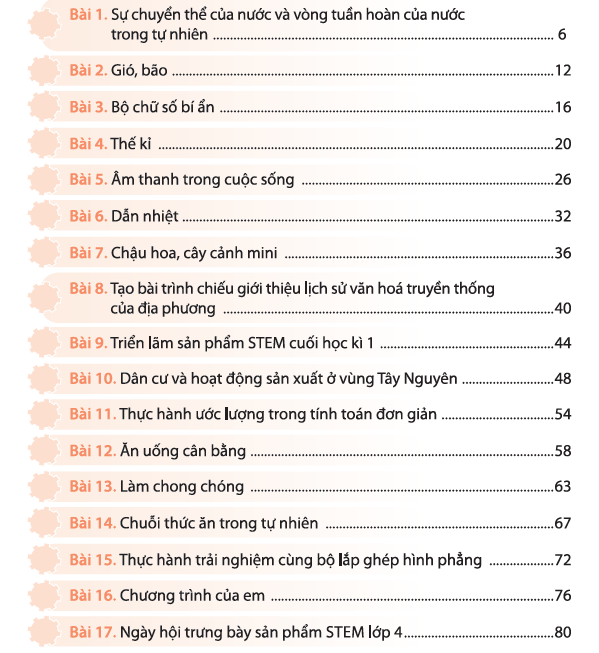 Bài 1. Sự chuyển thể của nước và vòng tuần hoàn của nước
trong tự nhiên ........................................................................................ 6
Bài 2. Gió, bão ..................................................................................................12
Bài 3. Bộ chữ số bí ẩn .....................................................................................16
Bài 4. Thế kỉ .....................................................................................................20
Bài 5. Âm thanh trong cuộc sống ................................................................26
Bài 6. Dẫn nhiệt ...............................................................................................32
Bài 7. Chậu hoa, cây cảnh mini ....................................................................36
Bài 8. Tạo bài trình chiếu giới thiệu lịch sử văn hoá truyền thống
của địa phương .....................................................................................40
Bài 9. Triển lãm sản phẩm STEM cuối học kì 1 ............................................44
Bài 10. Dân cư và hoạt động sản xuất ở vùng Tây Nguyên .......................48
Bài 11. Thực hành ước lượng trong tính toán đơn giản ............................54
Bài 12. Ăn uống cân bằng .............................................................................58
Bài 13. Làm chong chóng .............................................................................63
Bài 14. Chuỗi thức ăn trong tự nhiên ..........................................................67
Bài 15. Thực hành trải nghiệm cùng bộ lắp ghép hình phẳng ................72
Bài 16. Chương trình của em ........................................................................76
Bài 17. Ngày hội trưng bày sản phẩm STEM lớp 4......................................80